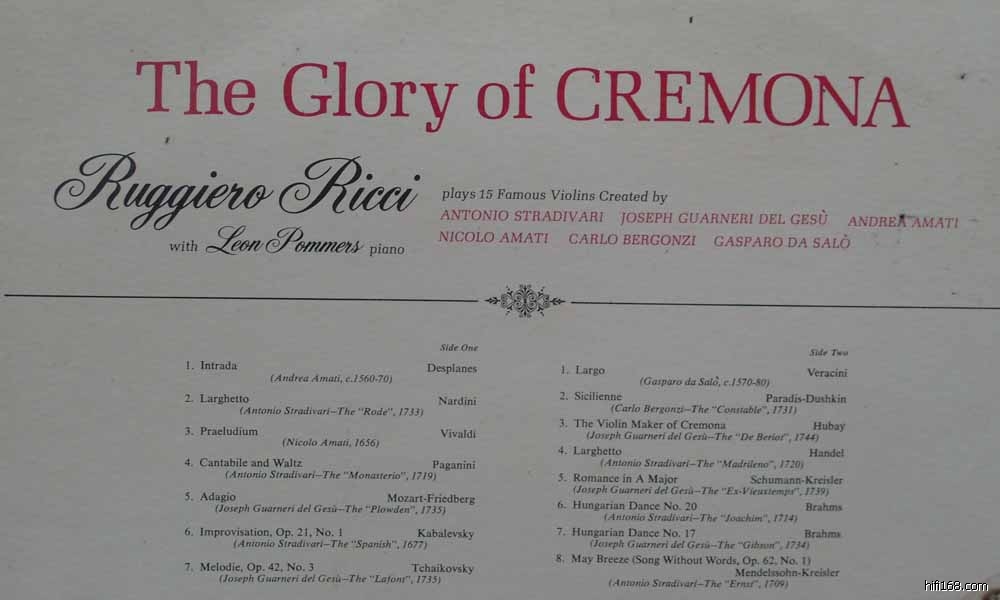 The Glory of CREMONA
Ruggiero Ricci
plays 15 Famous Violins Created by
ANTONIO STRADIVARI JOSEPH GUARNERI DEL GESÙ ANDREA AMATI
NICOLO AMATI CARLO BERGONZI GASPARO DA SALÒ
with Leon Pommers piano
Side One
1. Intrada Desplanes
(Andrea Amati, c.1560-70)
2. Larghetto Nardini
(Antonio Stradivari—The "Rode", 1733)
3. Praeludium Vivaldi
(Nicolo Amati, 1656)
4. Cantabile and Waltz Paganini
(Antonio Stradivari—The "Monasterio", 1719)
5. Adagio Mozart-Friedberg
(Joseph Guarneri del Gesù—The "Plowden", 1735)
6. Improvisation, Op. 21, No. 1 Kabalevsky
(Antonio Stradivari—The "Spanish", 1677)
7. Melodie, Op. 42, No. 3 Tchaikovsky
(Joseph Guarneri del Gesù—The "Lafont", 1735)
Side Two
1. Largo Veracini
(Gasparo da Salò, c.1570-80)
2. Sicilienne Paradis-Dushkin
(Carlo Bergonzi—The "Constable", 1731)
3. The Violin Maker of Cremona Hubay
(Joseph Guarneri del Gesù—The "De Beriot", 1744)
4. Larghetto Handel
(Antonio Stradivari—The "Madrileno", 1720)
5. Romance in A Major Schumann-Kreisler
(Joseph Guarneri del Gesù—The "Ex-Vieuxtemps", 1739)
6. Hungarian Dance No. 20 Brahms
(Antonio Stradivari—The "Joachim", 1714)
7. Hungarian Dance No. 17 Brahms
(Joseph Guarneri del Gesù—The "Gibson", 1734)
8. May Breeze (Song Without Words, Op. 62, No. 1)
Mendelssohn-Kreisler
(Antonio Stradivari—The "Ernst", 1709)
hifi168.com